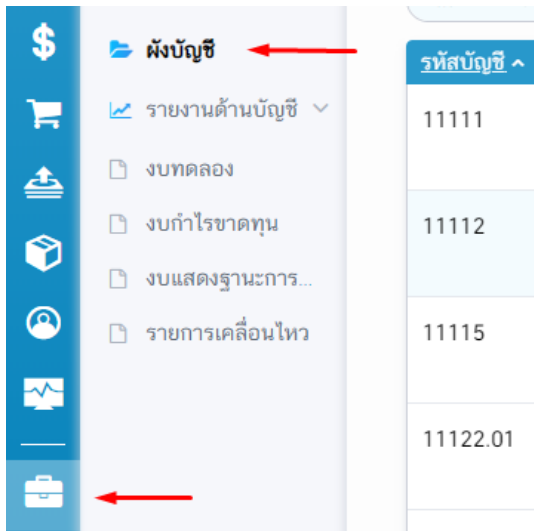 ผังบัญชี
รายงานด้านบัญชี
งบทดลอง
งบกำไรขาดทุน
งบแสดงฐานะการ...
รายการเคลื่อนไหว
รหัสบัญชี
11111
11112
11115
11122.01